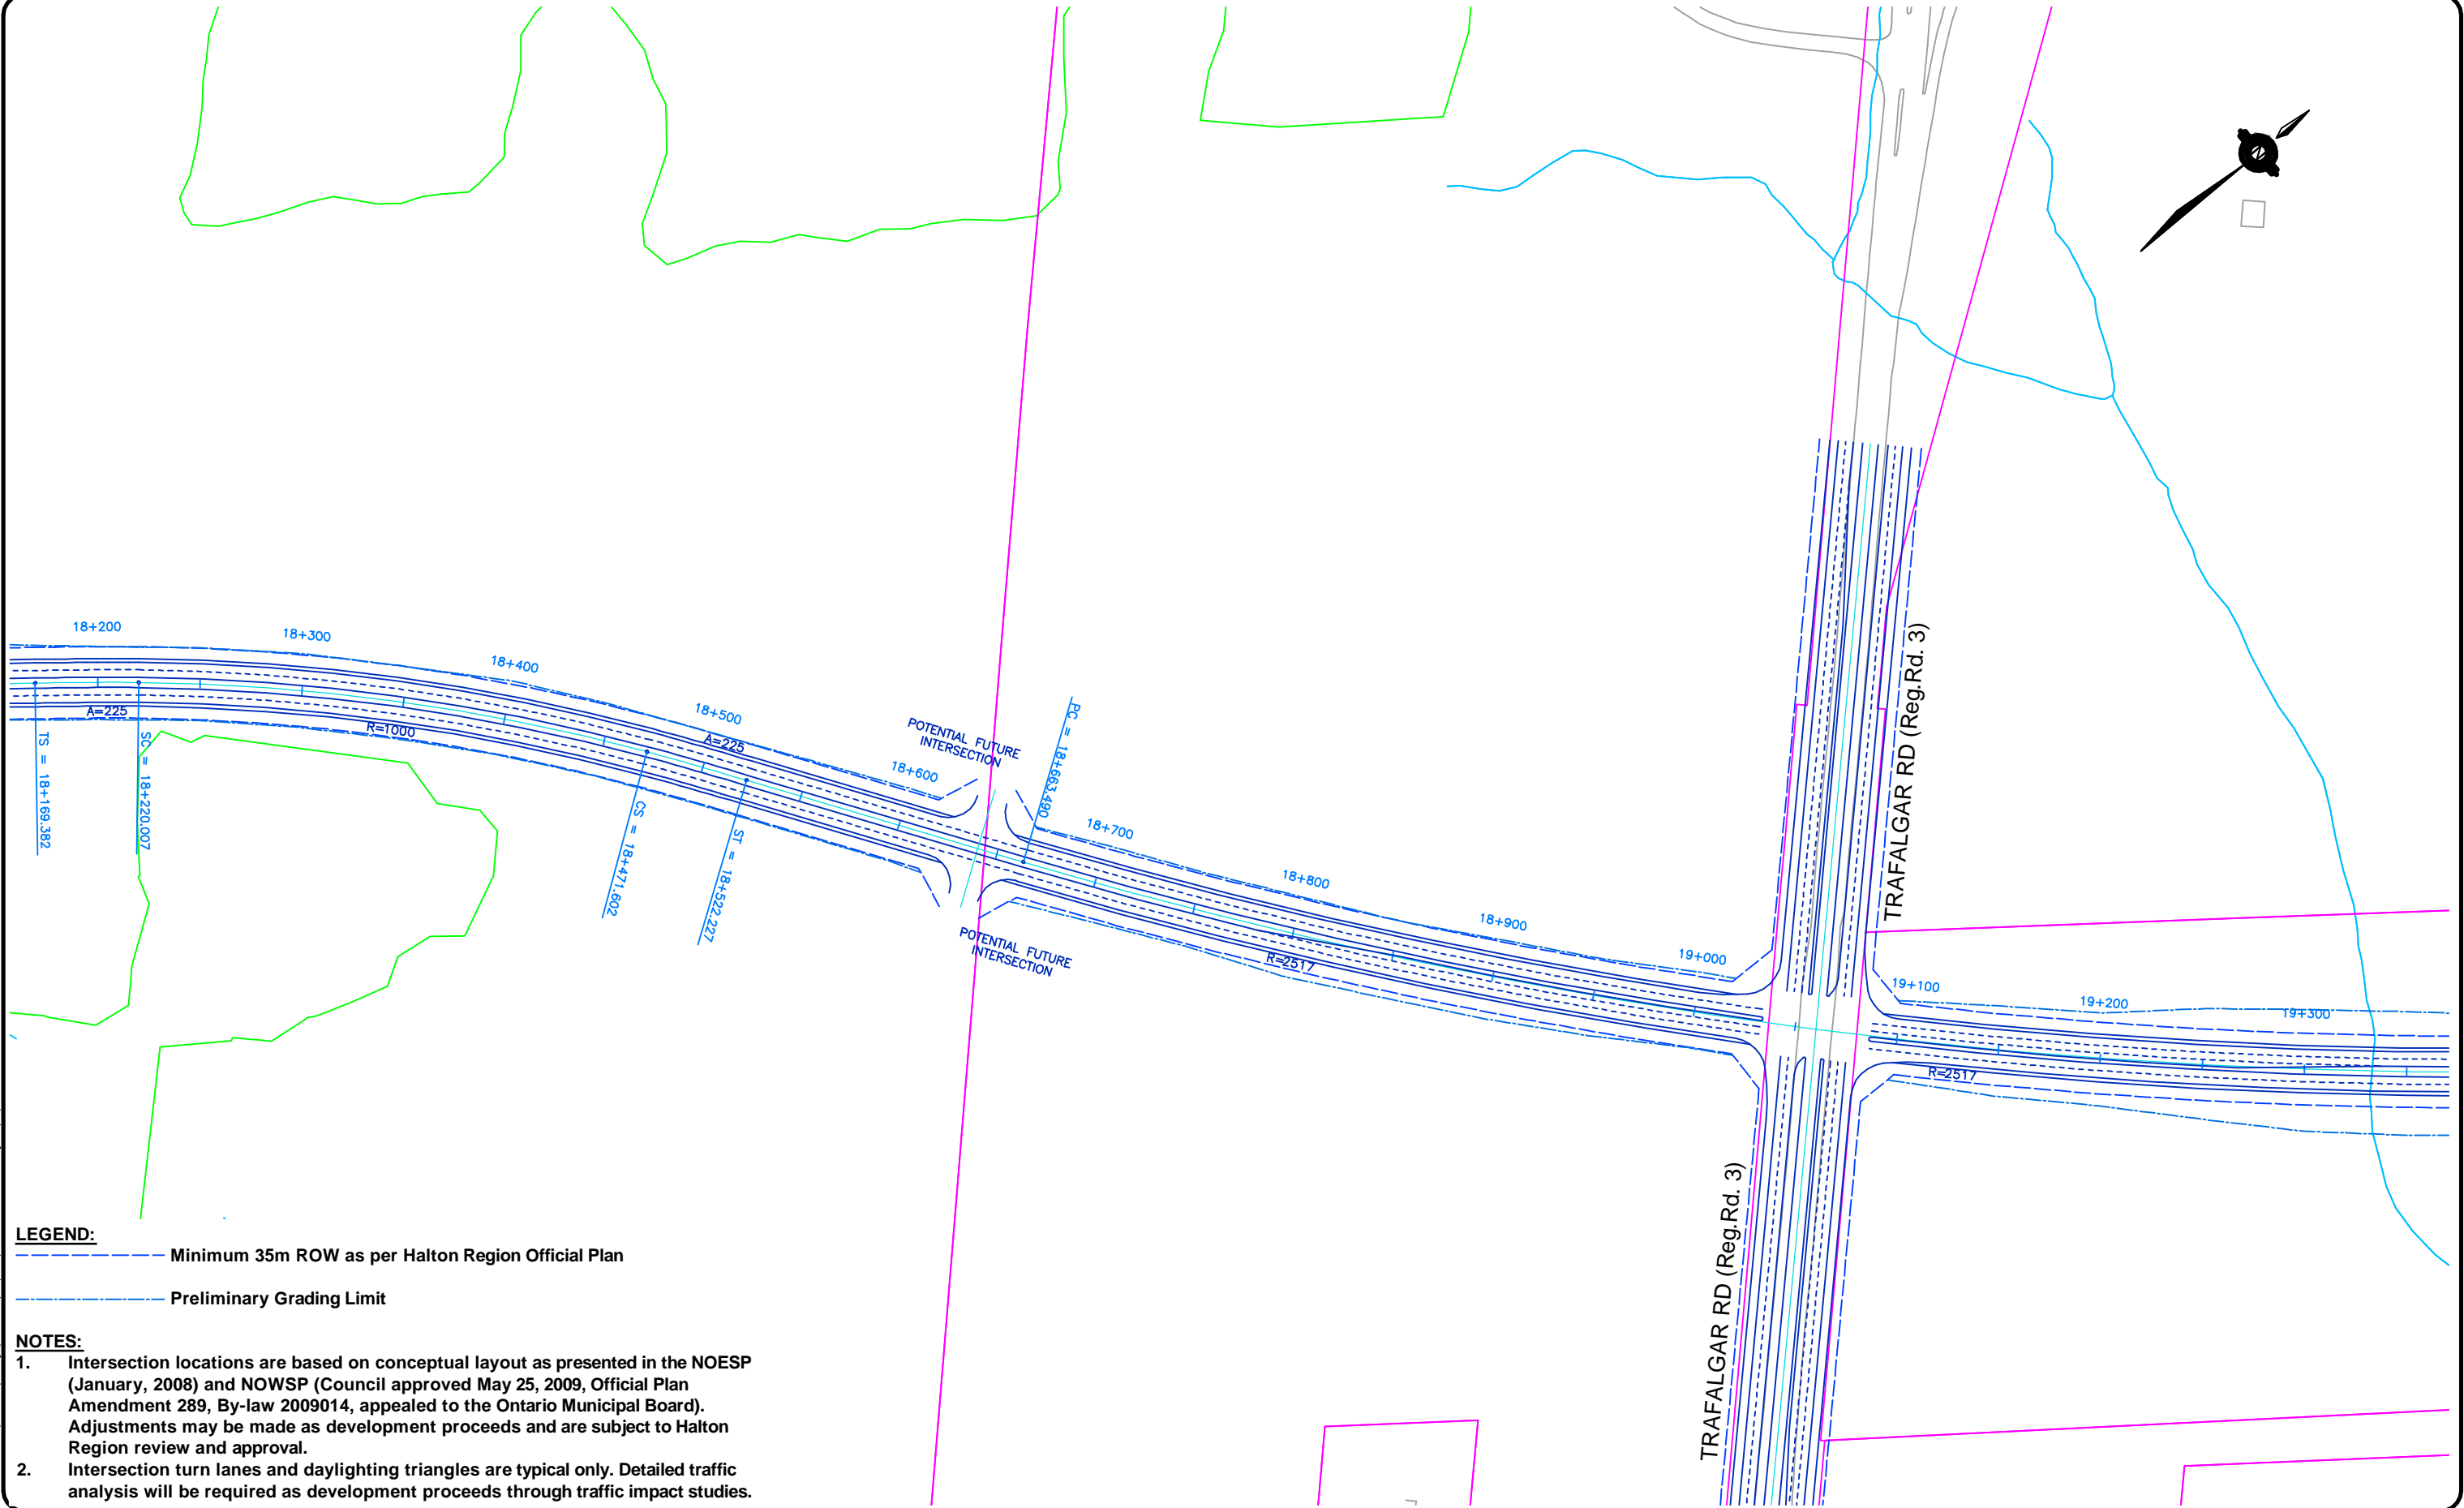 18+200
18+300
18+400
18+500
18+600
18+700
18+800
18+900
19+000
19+100
19+200
19+300
A=225
R=1000
A=225
TS = 18+169.382
SC = 18+220.007
CS = 18+471.602
ST = 18+522.227
PC = 18+663.490
POTENTIAL FUTURE
INTERSECTION
POTENTIAL FUTURE
INTERSECTION
R=2517
R=2517
TRAFALGAR RD (Reg.Rd. 3)
TRAFALGAR RD (Reg.Rd. 3)
LEGEND:
Minimum 35m ROW as per Halton Region Official Plan
Preliminary Grading Limit
NOTES:
1. Intersection locations are based on conceptual layout as presented in the NOESP
(January, 2008) and NOWSP (Council approved May 25, 2009, Official Plan
Amendment 289, By-law 2009014, appealed to the Ontario Municipal Board).
Adjustments may be made as development proceeds and are subject to Halton
Region review and approval.
2. Intersection turn lanes and daylighting triangles are typical only. Detailed traffic
analysis will be required as development proceeds through traffic impact studies.